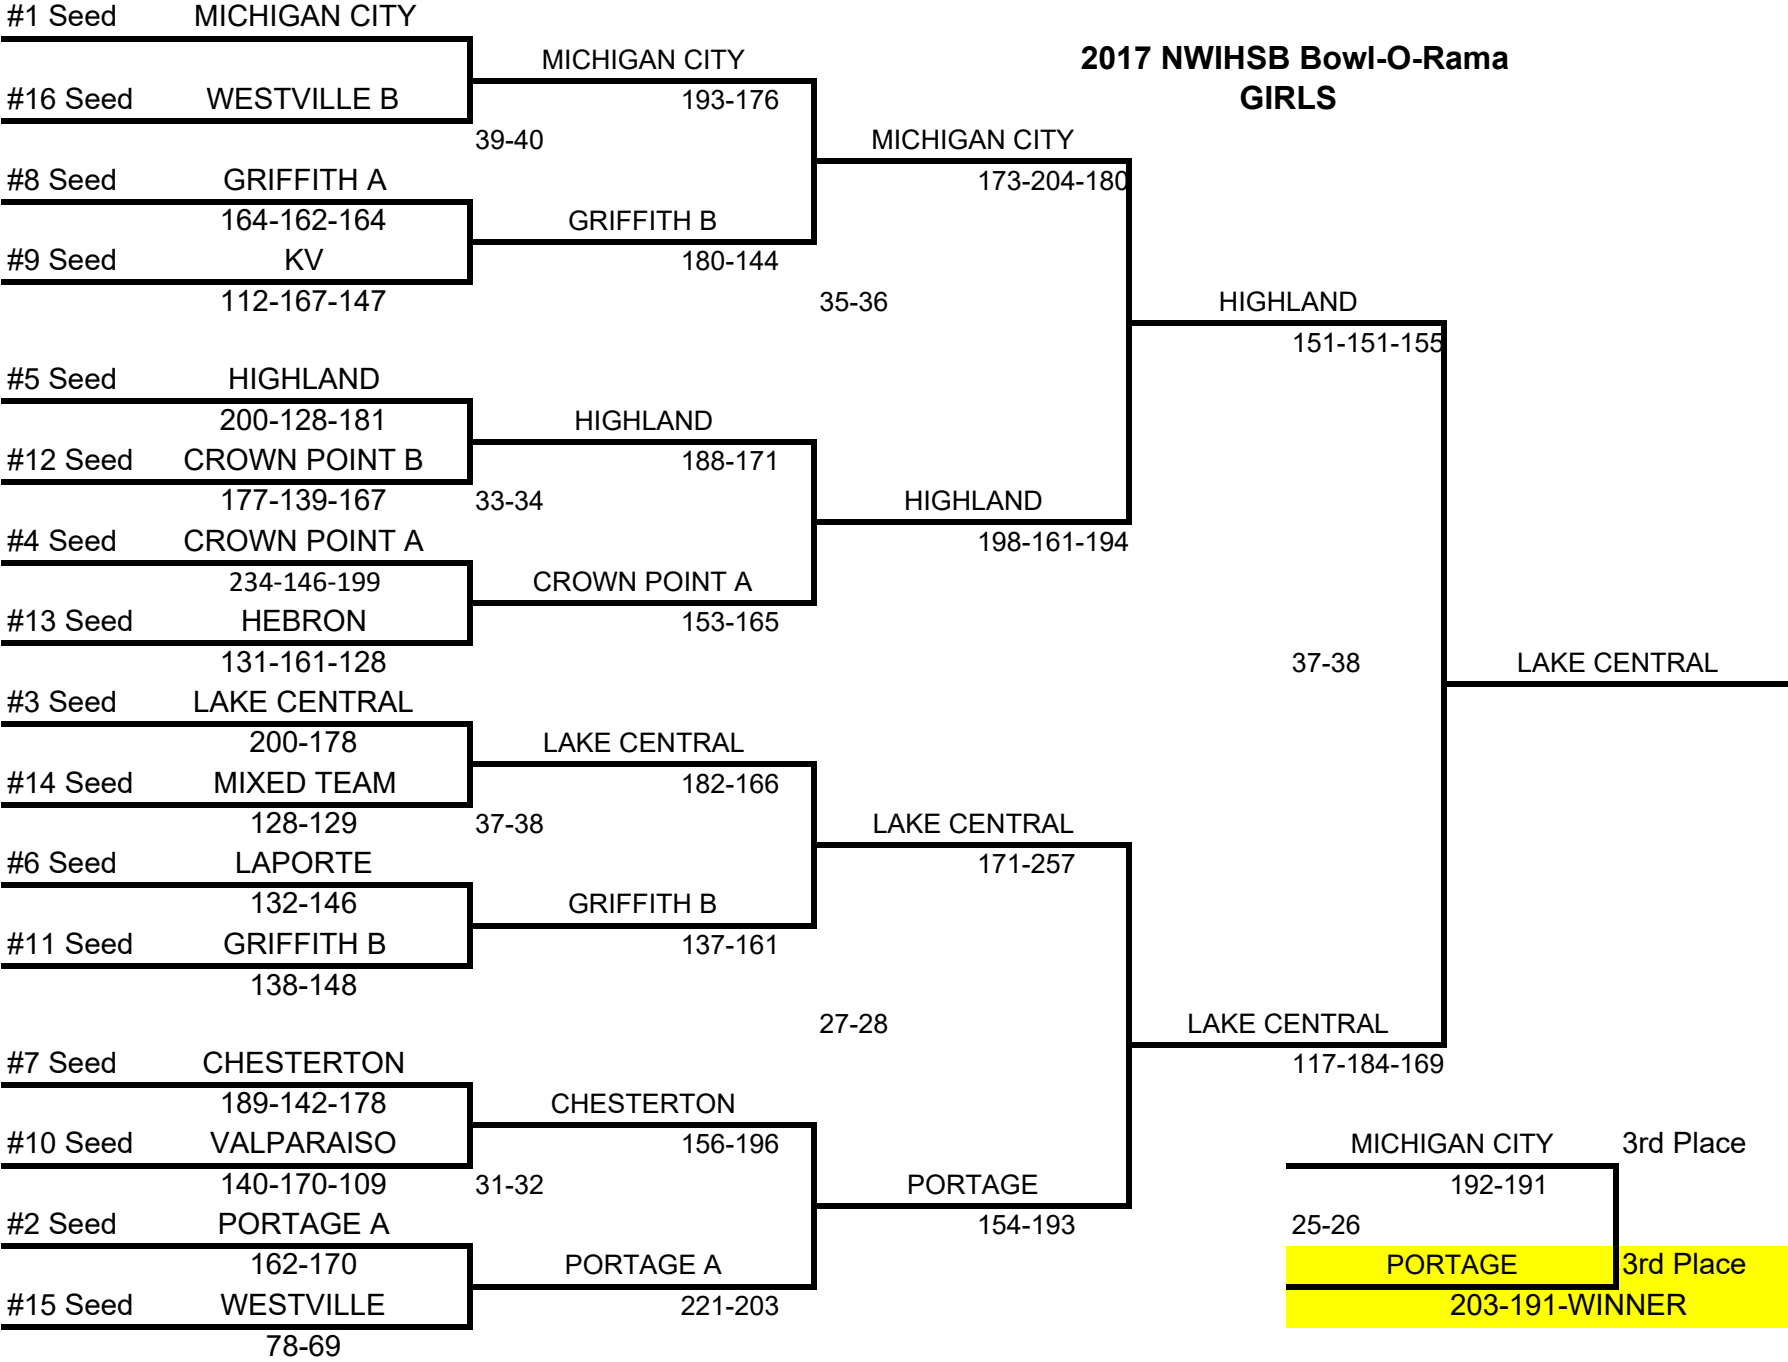 #1 Seed MICHIGAN CITY
MICHIGAN CITY
2017 NWIHSB Bowl-O-Rama
GIRLS
#16 Seed WESTVILLE B
193-176
39-40
MICHIGAN CITY
#8 Seed GRIFFITH A
173-204-180
164-162-164
GRIFFITH B
#9 Seed KV
180-144
112-167-147
35-36
HIGHLAND
151-151-155
#5 Seed HIGHLAND
200-128-181
HIGHLAND
#12 Seed CROWN POINT B
188-171
177-139-167
33-34
HIGHLAND
#4 Seed CROWN POINT A
198-161-194
234-146-199
CROWN POINT A
#13 Seed HEBRON
153-165
131-161-128
37-38
LAKE CENTRAL
#3 Seed LAKE CENTRAL
200-178
LAKE CENTRAL
#14 Seed MIXED TEAM
182-166
128-129
37-38
LAKE CENTRAL
#6 Seed LAPORTE
171-257
132-146
GRIFFITH B
#11 Seed GRIFFITH B
137-161
138-148
27-28
LAKE CENTRAL
#7 Seed CHESTERTON
117-184-169
189-142-178
CHESTERTON
#10 Seed VALPARAISO
156-196
MICHIGAN CITY 3rd Place
140-170-109
31-32
PORTAGE
192-191
#2 Seed PORTAGE A
154-193
25-26
162-170
PORTAGE A
PORTAGE 3rd Place
#15 Seed WESTVILLE
221-203
203-191-WINNER
78-69